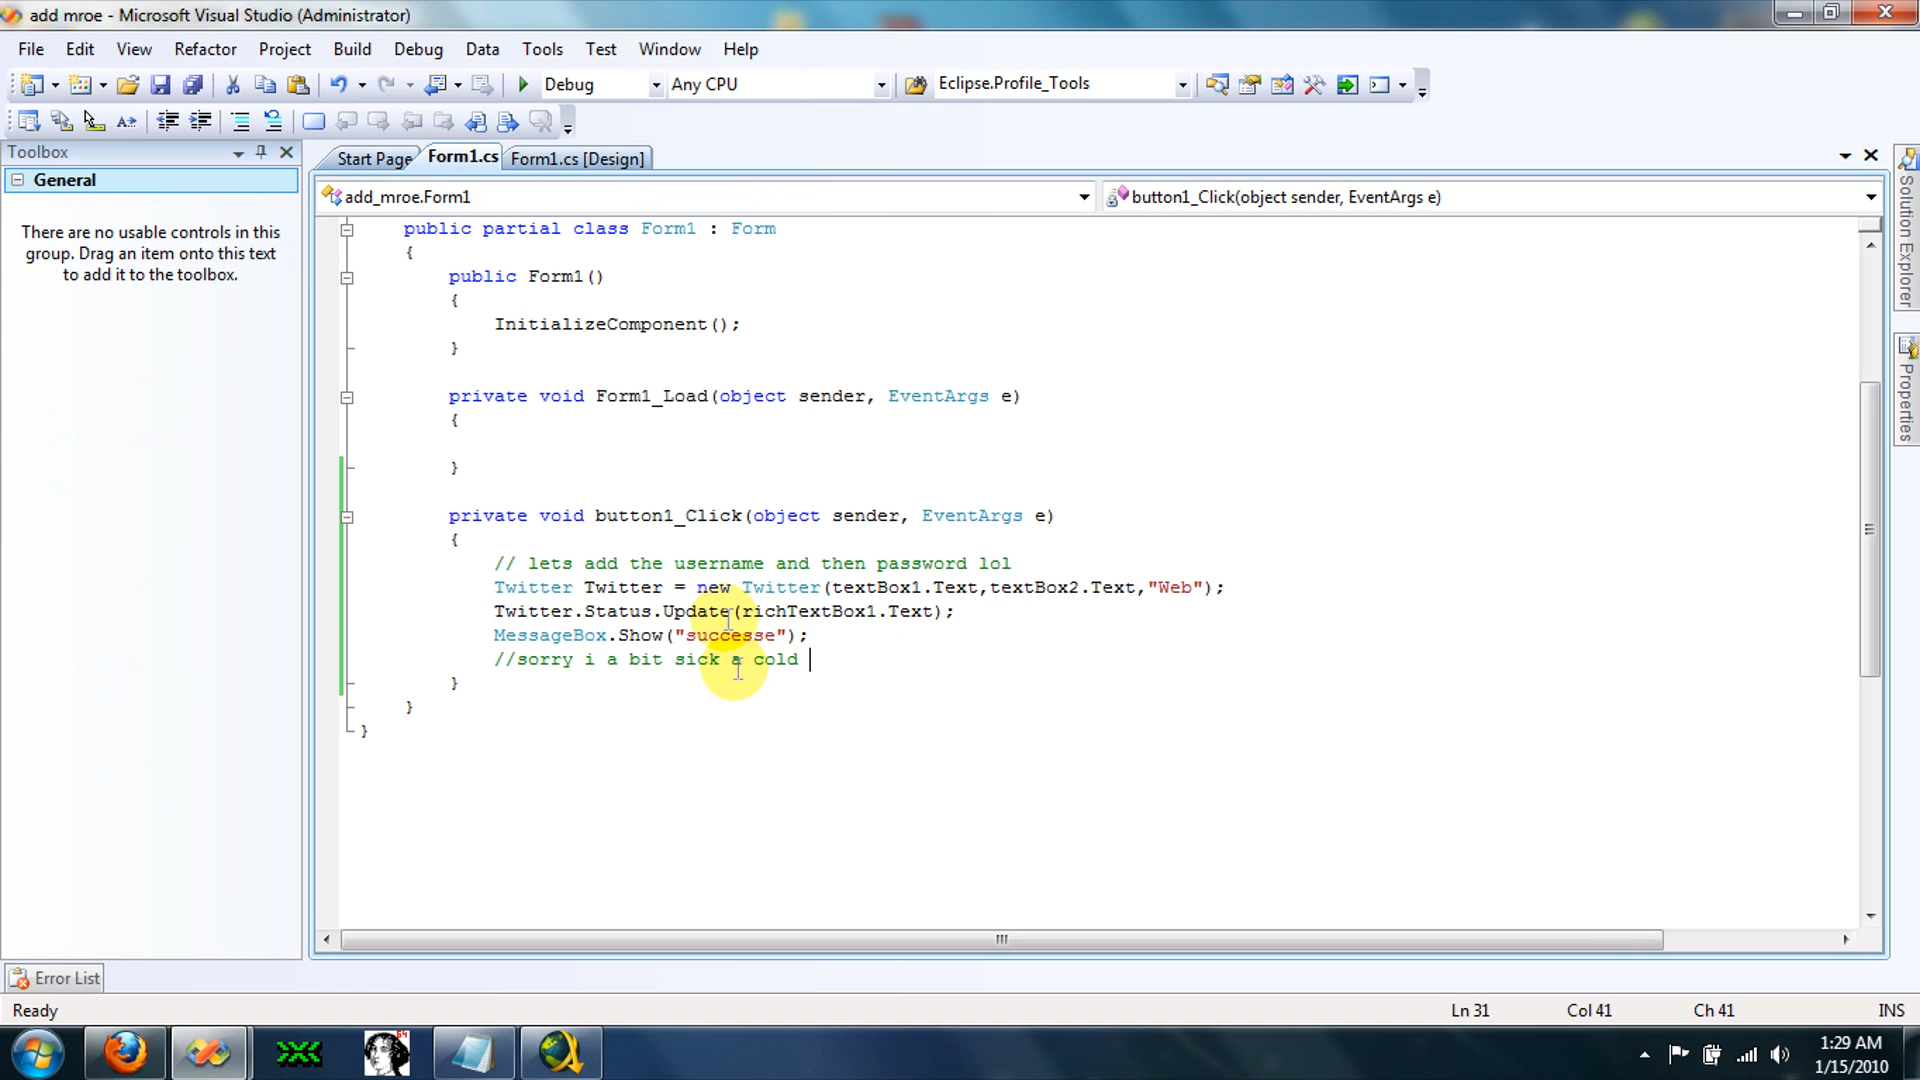 add mroe - Microsoft Visual Studio (Administrator)
File Edit View Refactor Project Build Debug Data Tools Test Window Help
Debug Any CPU Eclipse.Profile_Tools
Toolbox
General
There are no usable controls in this
group. Drag an item onto this text
to add it to the toolbox.
Start Page Form1.cs Form1.cs [Design]
add_mroe.Form1 button1_Click(object sender, EventArgs e)
public partial class Form1 : Form
{
public Form1()
{
InitializeComponent();
}
private void Form1_Load(object sender, EventArgs e)
{
}
private void button1_Click(object sender, EventArgs e)
{
// lets add the username and then password lol
Twitter Twitter = new Twitter(textBox1.Text,textBox2.Text,"Web");
Twitter.Status.Update(richTextBox1.Text);
MessageBox.Show("successe");
//sorry i a bit sick a cold
}
}
}
Solution Explorer
Properties
Error List
Ready Ln 31 Col 41 Ch 41 INS
64
1:29 AM
1/15/2010